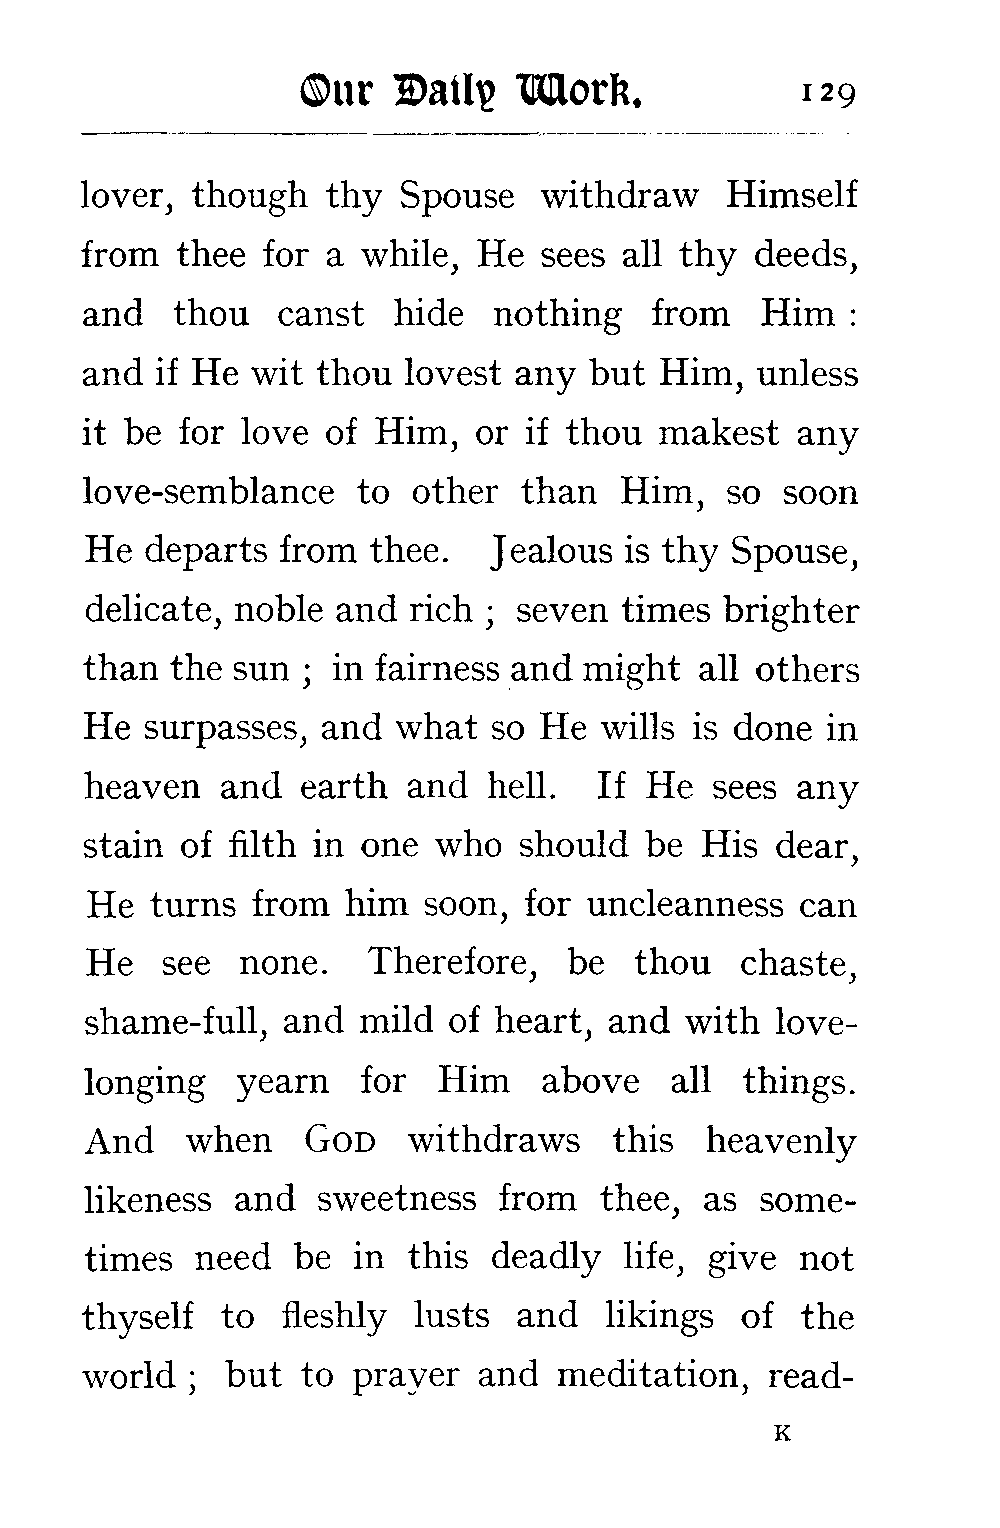 Our Daily Work. 129
lover, though thy Spouse withdraw Himself
from thee for a while, He sees all thy deeds,
and thou canst hide nothing from Him :
and if He wit thou lovest any but Him, unless
it be for love of Him, or if thou makest any
love-semblance to other than Him, so soon
He departs from thee. Jealous is thy Spouse,
delicate, noble and rich ; seven times brighter
than the sun ; in fairness and might all others
He surpasses, and what so He wills is done in
heaven and earth and hell. If He sees any
stain of filth in one who should be His dear,
He turns from him soon, for uncleanness can
He see none. Therefore, be thou chaste,
shame-full, and mild of heart, and with love-
longing yearn for Him above all things.
And when GOD withdraws this heavenly
likeness and sweetness from thee, as some-
times need be in this deadly life, give not
thyself to fleshly lusts and likings of the
world ; but to prayer and meditation, read-
K